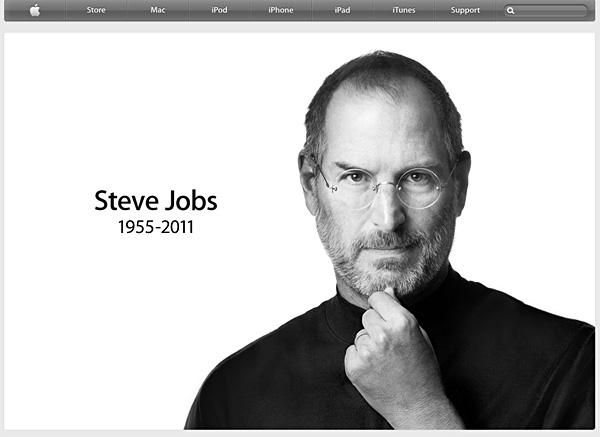 Store Mac iPod iPhone iPad iTunes Support
Steve Jobs
1955-2011